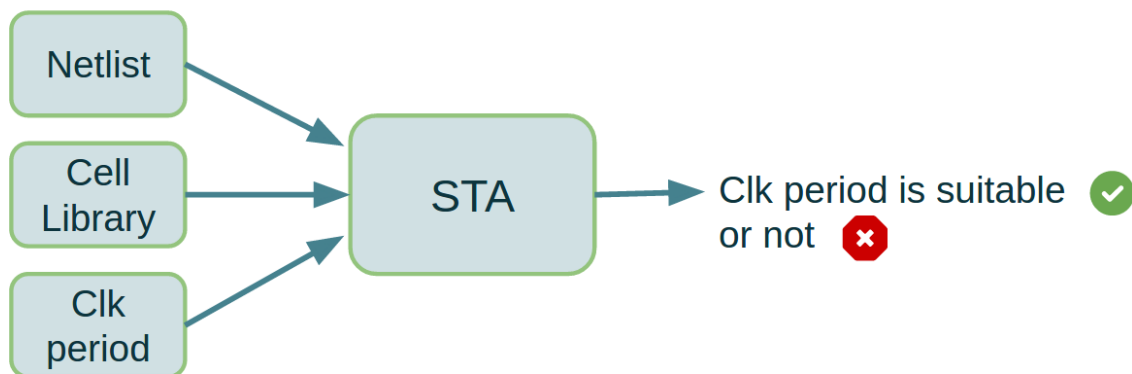 Netlist
Cell
Library
Clk
period
STA
Clk period is suitable
or not